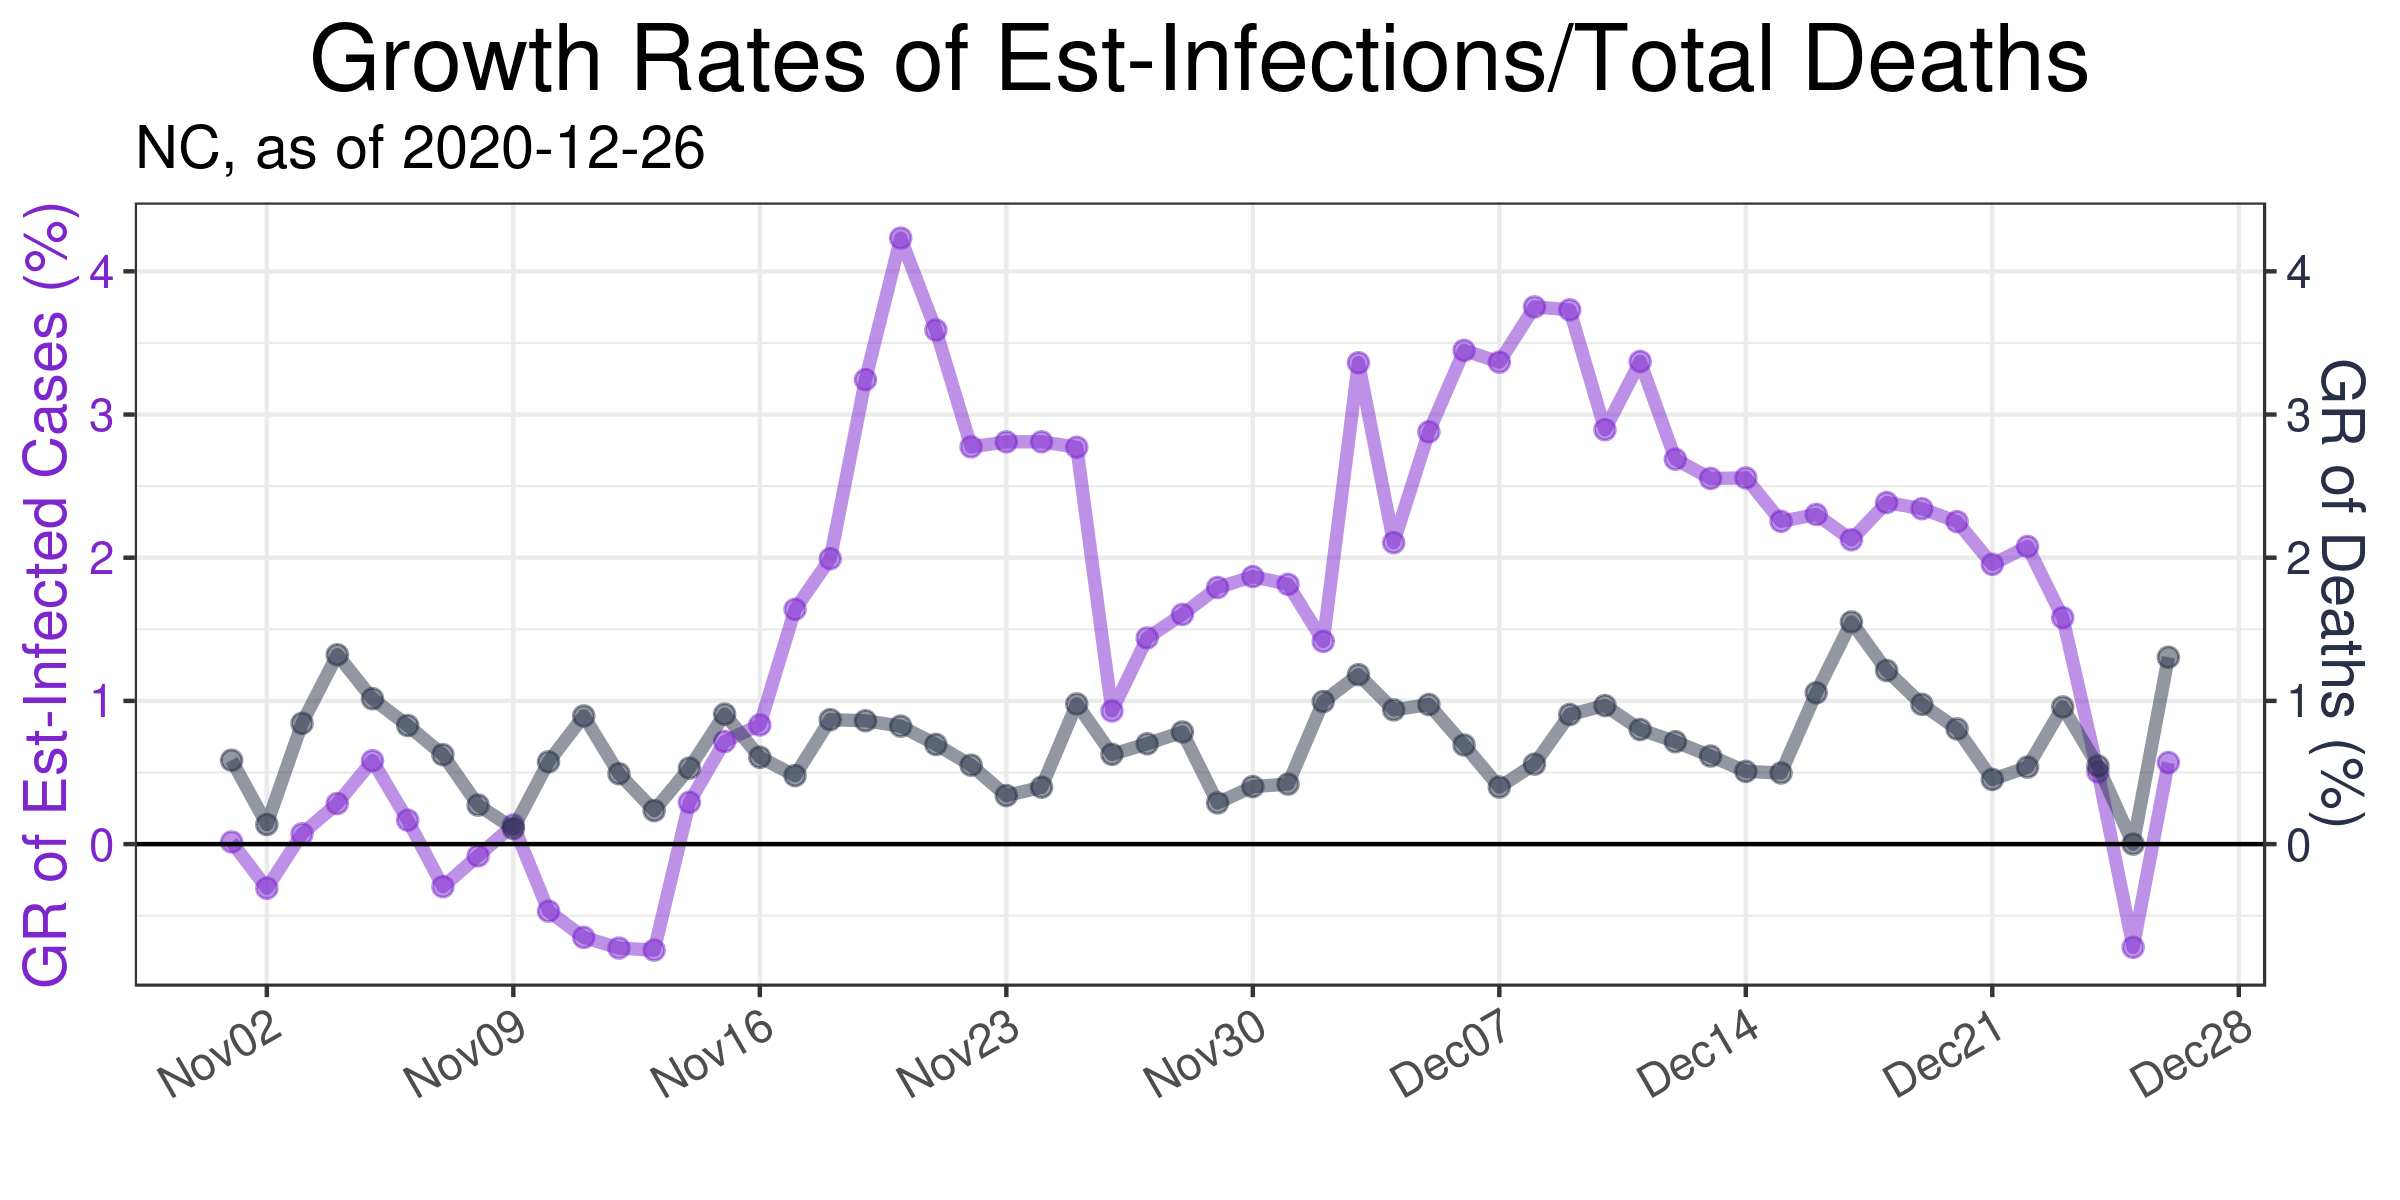 Growth Rates of Est-Infections/Total Deaths
NC, as of 2020-12-26
GR of Est-Infected Cases (%)
4
3
2
1
0
4
3
2
1
0
GR of Deaths (%)
Nov02
Nov09
Nov16
Nov23
Nov30
Dec07
Dec14
Dec21
Dec28